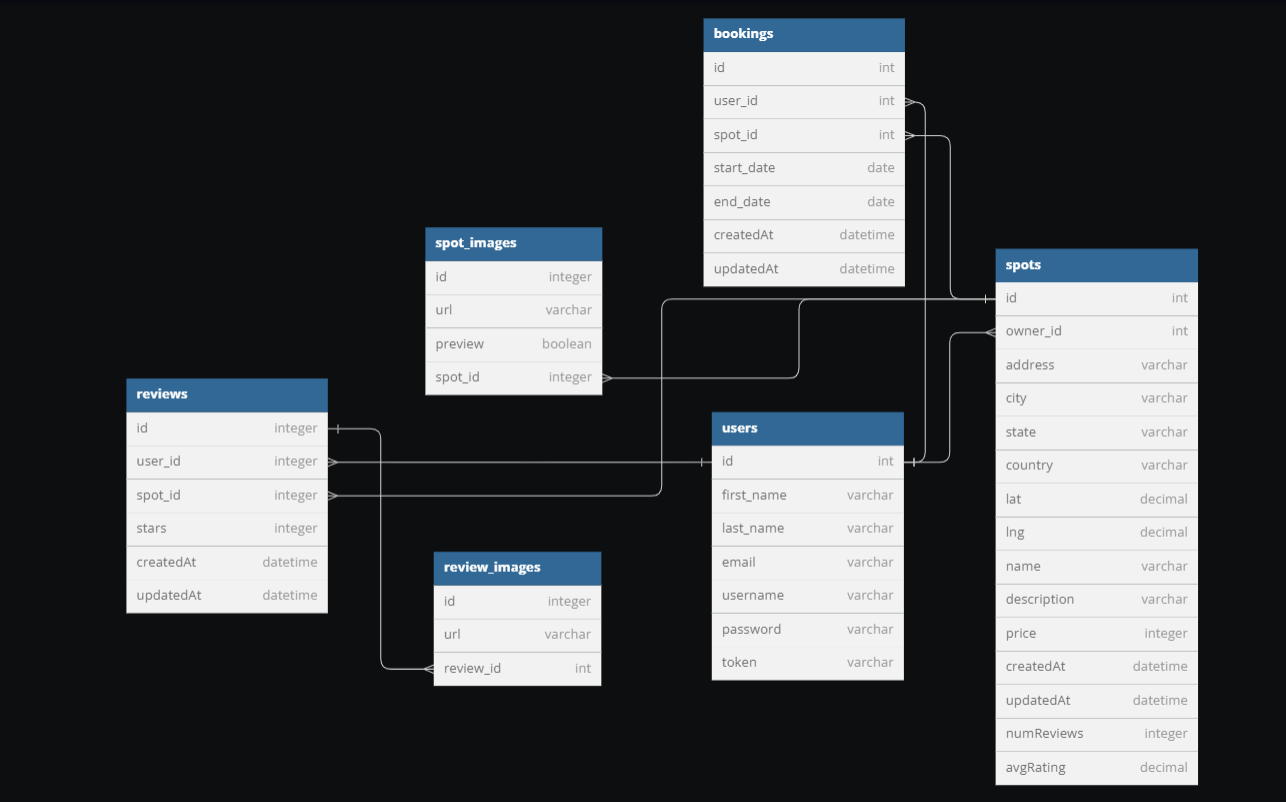 bookings
id int
user_id int
spot_id int
start_date date
end_date date
createdAt datetime
updatedAt datetime
spot_images
id integer
url varchar
preview boolean
spot_id integer
spots
id int
owner_id int
address varchar
city varchar
state varchar
country varchar
lat decimal
lng decimal
name varchar
description varchar
price integer
createdAt datetime
updatedAt datetime
numReviews integer
avgRating decimal
reviews
id integer
user_id integer
spot_id integer
stars integer
createdAt datetime
updatedAt datetime
users
id int
first_name varchar
last_name varchar
email varchar
username varchar
password varchar
token varchar
review_images
id integer
url varchar
review_id int